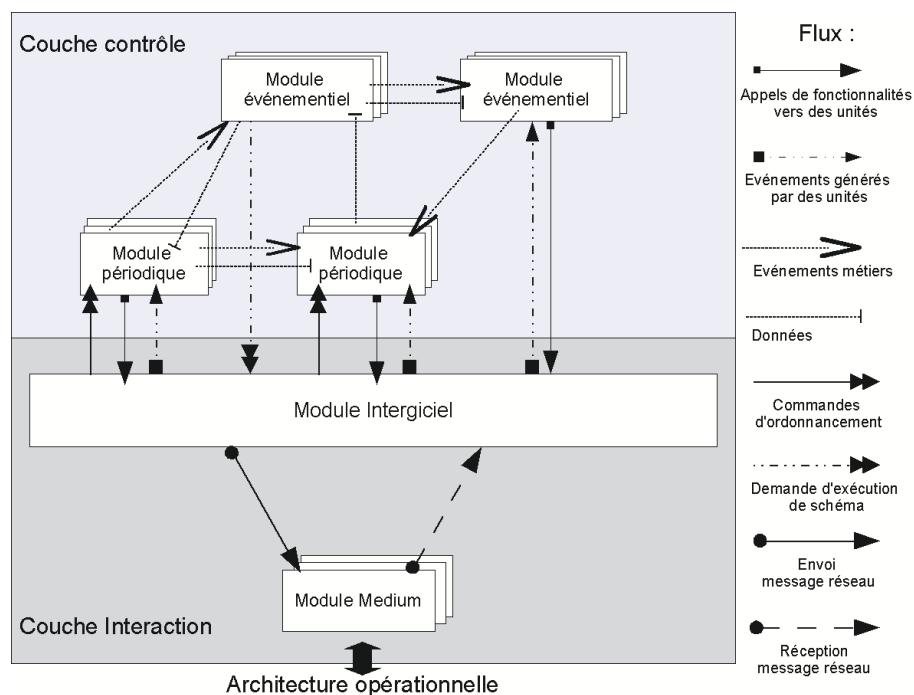 Couche contrôle
Module
événementiel
Module
événementiel
Module
périodique
Module
périodique
Module Intergiciel
Module Medium
Couche Interaction
Architecture opérationnelle
Flux :
Appels de fonctionnalités
vers des unités
Evénements générés
par des unités
Evénements métiers
Données
Commandes
d'ordonnancement
Demande d'exécution
de schéma
Envoi
message réseau
Réception
message réseau